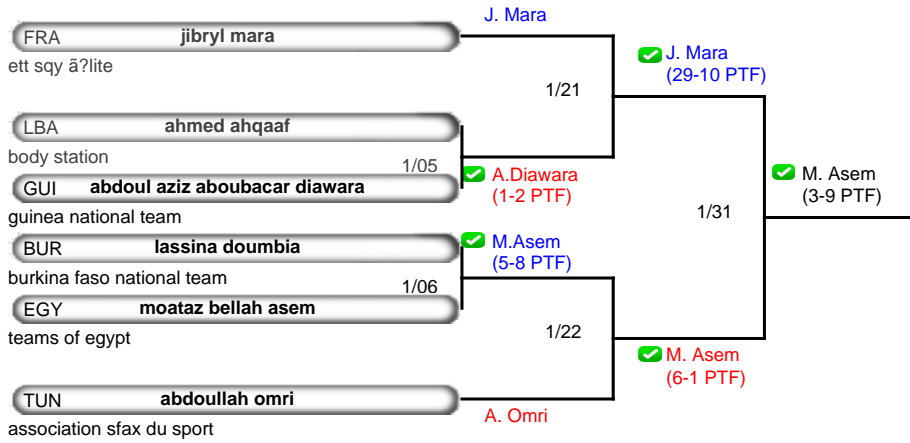 J. Mara
FRA jibryl mara
ett sqy ã?lite
J. Mara
(29-10 PTF)
1/21
LBA ahmed ahqaaf
body station
1/05
A.Diawara
(1-2 PTF)
GUI abdoul aziz aboubacar diawara
guinea national team
M. Asem
(3-9 PTF)
1/31
BUR lassina doumbia
burkina faso national team
M.Asem
(5-8 PTF)
1/06
EGY moataz bellah asem
teams of egypt
1/22
M. Asem
(6-1 PTF)
TUN abdoullah omri
association sfax du sport
A. Omri